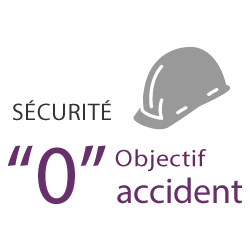 SÉCURITÉ
“0” Objectif
accident